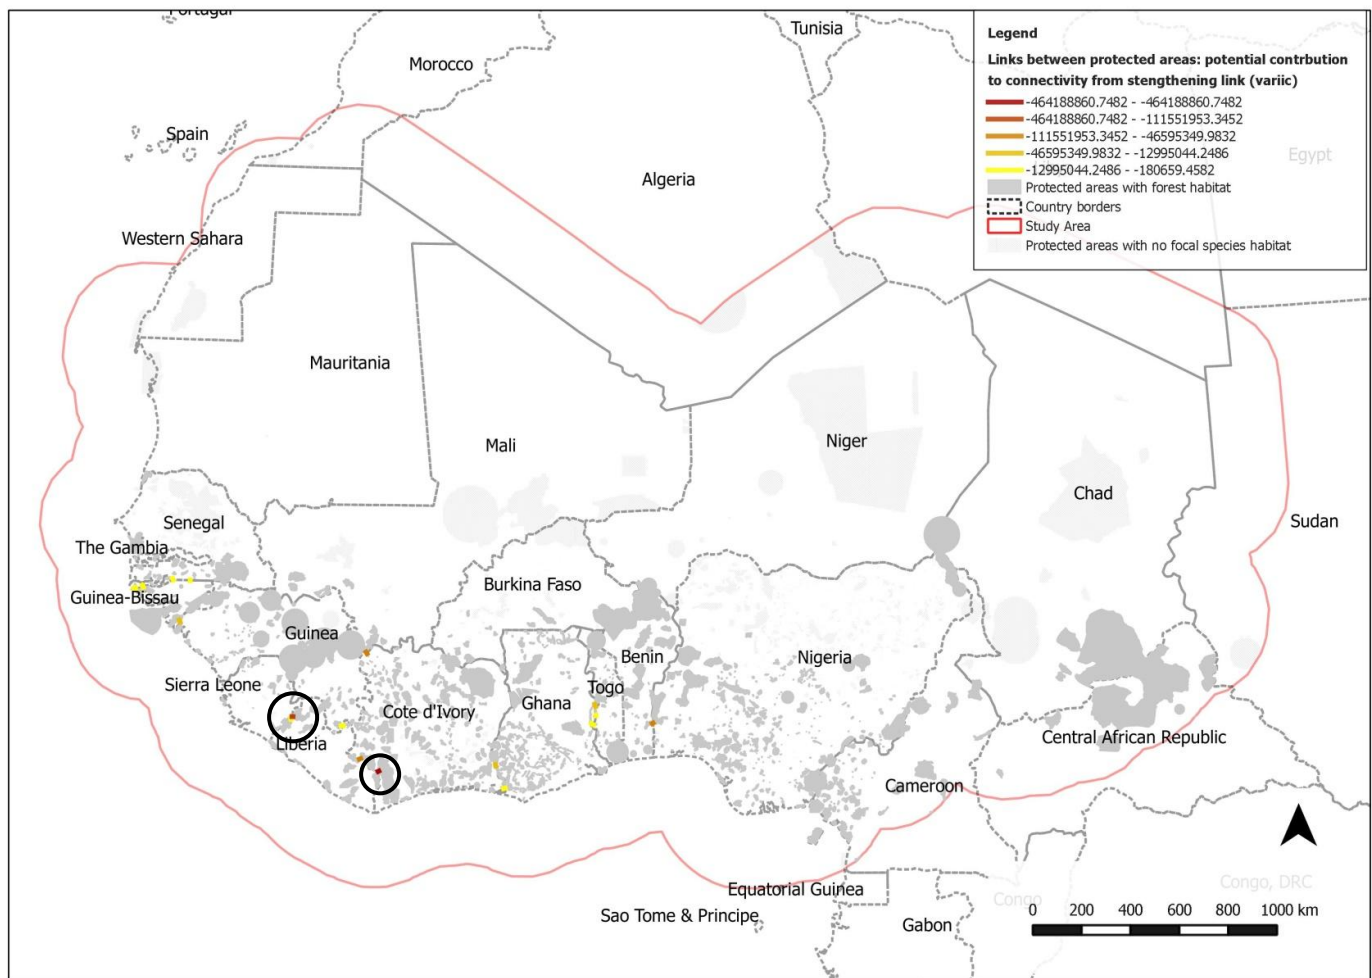 Portugal
Tunisia
Morocco
Spain
Algeria
Egypt
Western Sahara
Mauritania
Mali
Niger
Chad
Sudan
Senegal
The Gambia
Guinea-Bissau
Burkina Faso
Guinea
Benin
Nigeria
Sierra Leone
Togo
Ghana
Cote d'Ivory
Liberia
Central African Republic
Cameroon
Equatorial Guinea
Sao Tome & Principe
Gabon
Congo
Congo, DRC
Legend
Links between protected areas: potential contrbution
to connectivity from stengthening link (variic)
-464188860.7482 - -464188860.7482
-464188860.7482 - -111551953.3452
-111551953.3452 - -46595349.9832
-46595349.9832 - -12995044.2486
-12995044.2486 - -180659.4582
Protected areas with forest habitat
Country borders
Study Area
Protected areas with no focal species habitat
0 200 400 600 800 1000 km